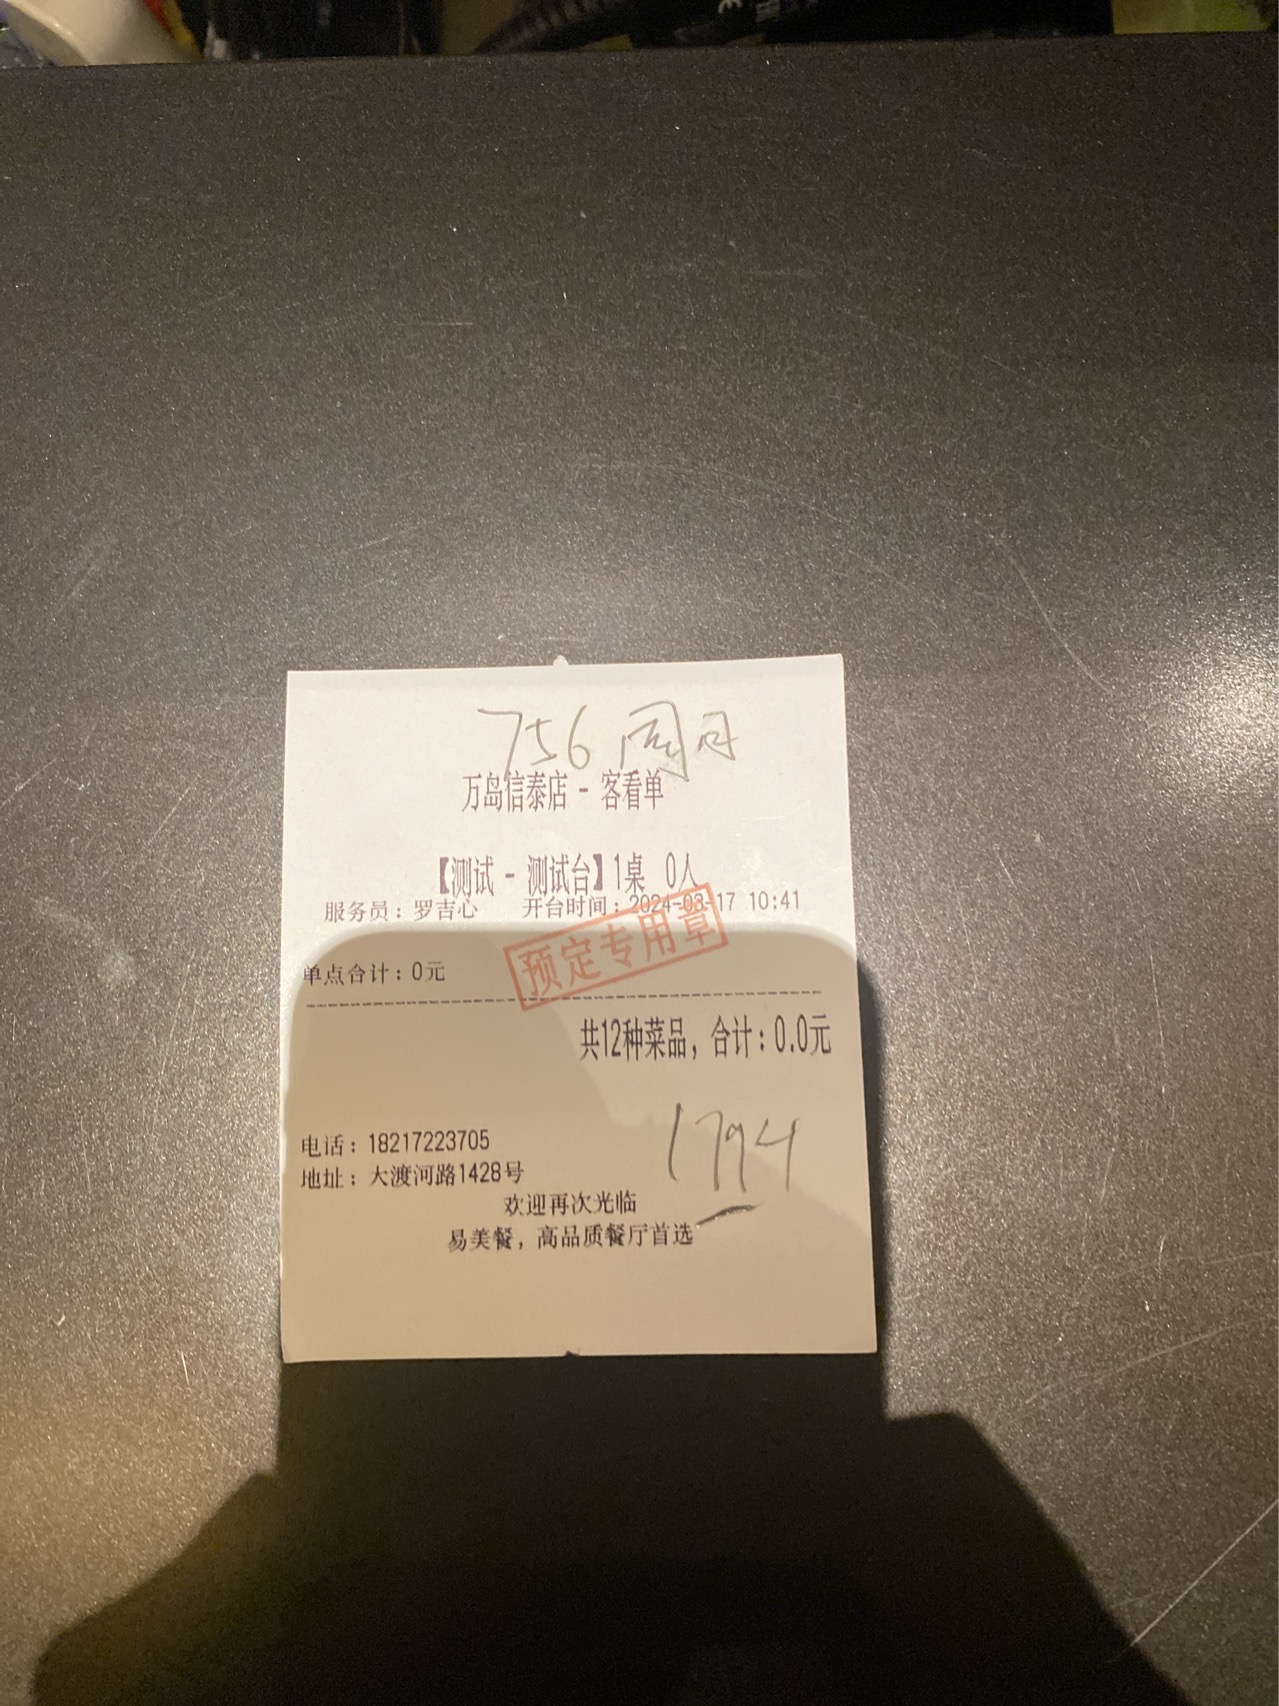 756 周日
万岛信泰店 - 客看单
【测试 - 测试台】1桌 0人
服务员：罗吉心 开台时间：2024-03-17 10:41
预定专用章
单点合计：0元
共12种菜品，合计：0.0元
1794
电话：18217223705
地址：大渡河路1428号
欢迎再次光临
易美餐，高品质餐厅首选